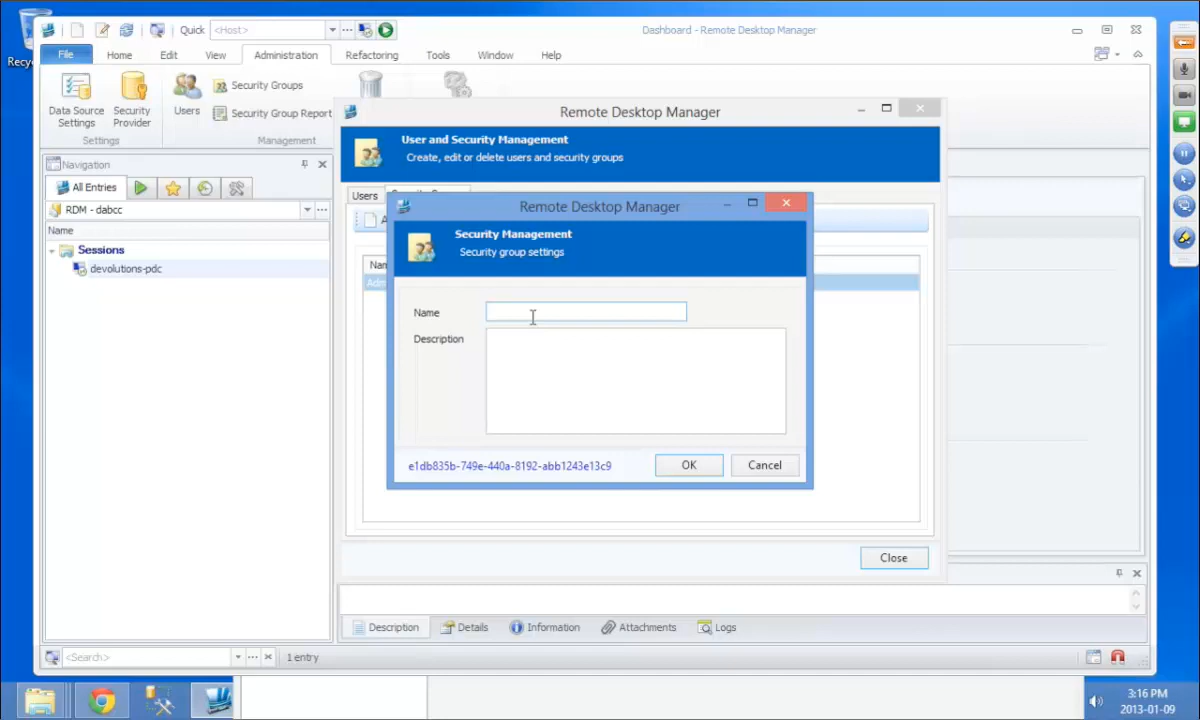 Quick <Host> Dashboard - Remote Desktop Manager
File Home Edit View Administration Refactoring Tools Window Help
Data Source Settings
Security Provider
Users
Security Groups
Security Group Report
Settings Management
Navigation
All Entries
RDM - dabcc
Name
Sessions
devolutions-pdc
Remote Desktop Manager
User and Security Management
Create, edit or delete users and security groups
Users
Remote Desktop Manager
Security Management
Security group settings
Name
Description
e1db835b-749e-440a-8192-abb1243e13c9
OK Cancel
Close
Description Details Information Attachments Logs
<Search> 1 entry
3:16 PM
2013-01-09